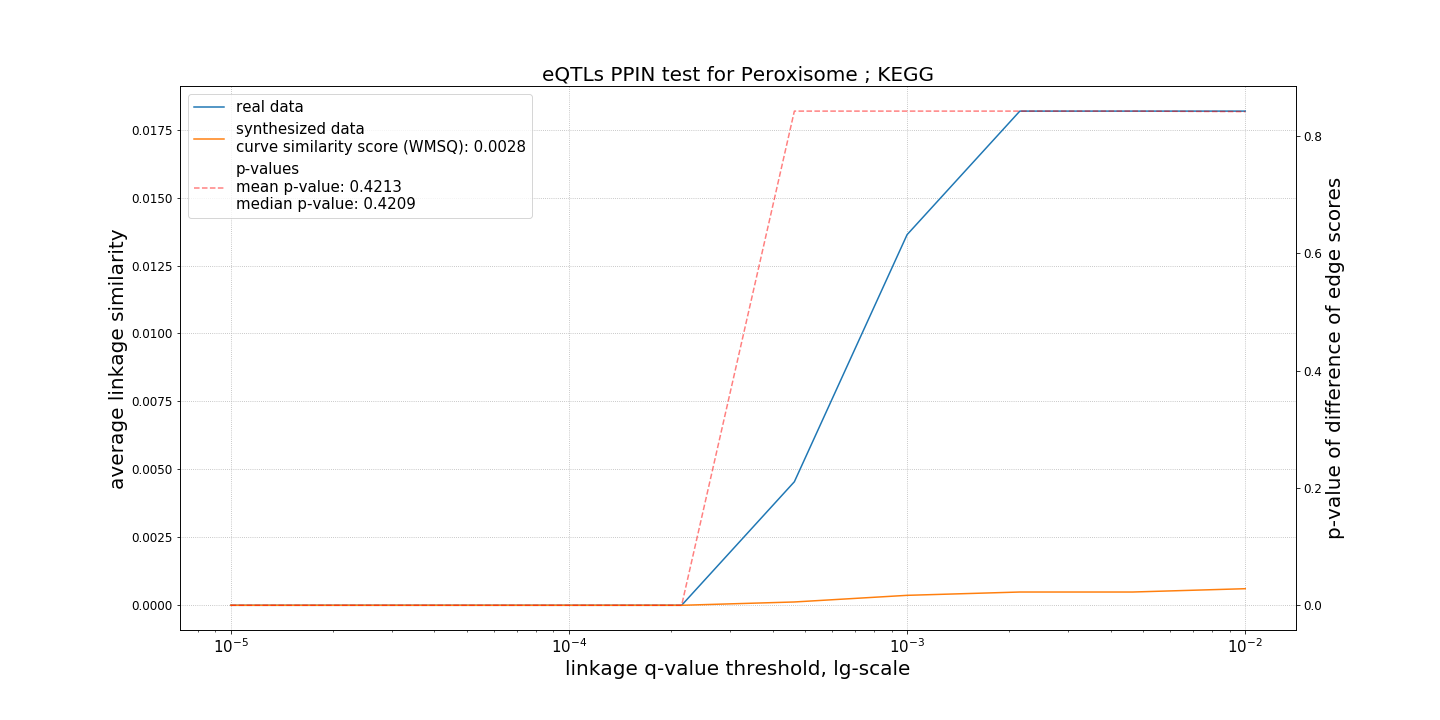 eQTLs PPIN test for Peroxisome ; KEGG
real data
synthesized data
curve similarity score (WMSQ): 0.0028
p-values
mean p-value: 0.4213
median p-value: 0.4209
average linkage similarity
0.0175
0.0150
0.0125
0.0100
0.0075
0.0050
0.0025
0.0000
0.8
0.6
0.4
0.2
0.0
p-value of difference of edge scores
10⁻⁵ 10⁻⁴ 10⁻³ 10⁻²
linkage q-value threshold, lg-scale